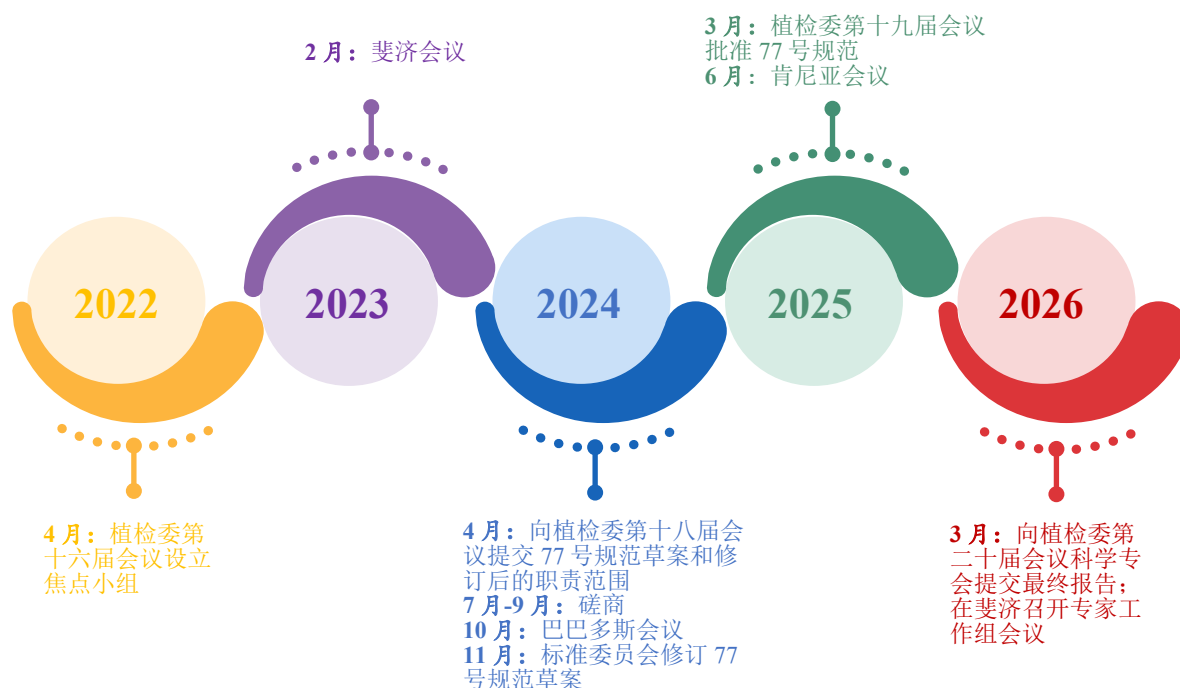 2022
4 月：植检委第
十六届会议设立
焦点小组
2 月：斐济会议
2023
2024
4 月：向植检委第十八届会
议提交 77 号规范草案和修
订后的职责范围
7 月-9 月：磋商
10 月：巴巴多斯会议
11 月：标准委员会修订 77
号规范草案
3 月：植检委第十九届会议
批准 77 号规范
6 月：肯尼亚会议
2025
2026
3 月：向植检委第
二十届会议科学专
会提交最终报告；
在斐济召开专家工
作组会议